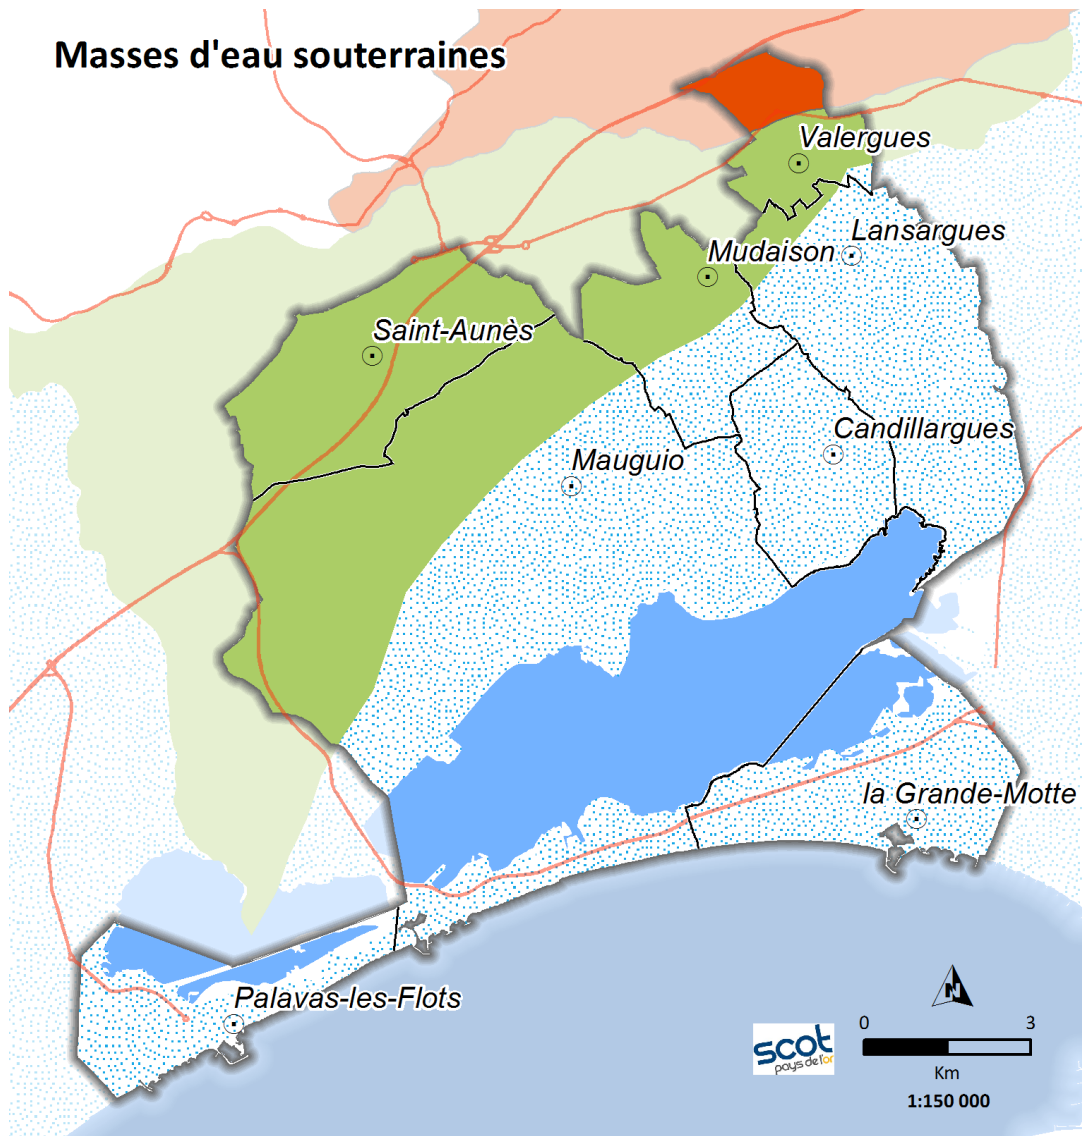 Masses d'eau souterraines
Valergues
Lansargues
Mudaison
Saint-Aunès
Candillargues
Mauguio
la Grande-Motte
Palavas-les-Flots
N
scot
pays de l'or
0 3
Km
1:150 000